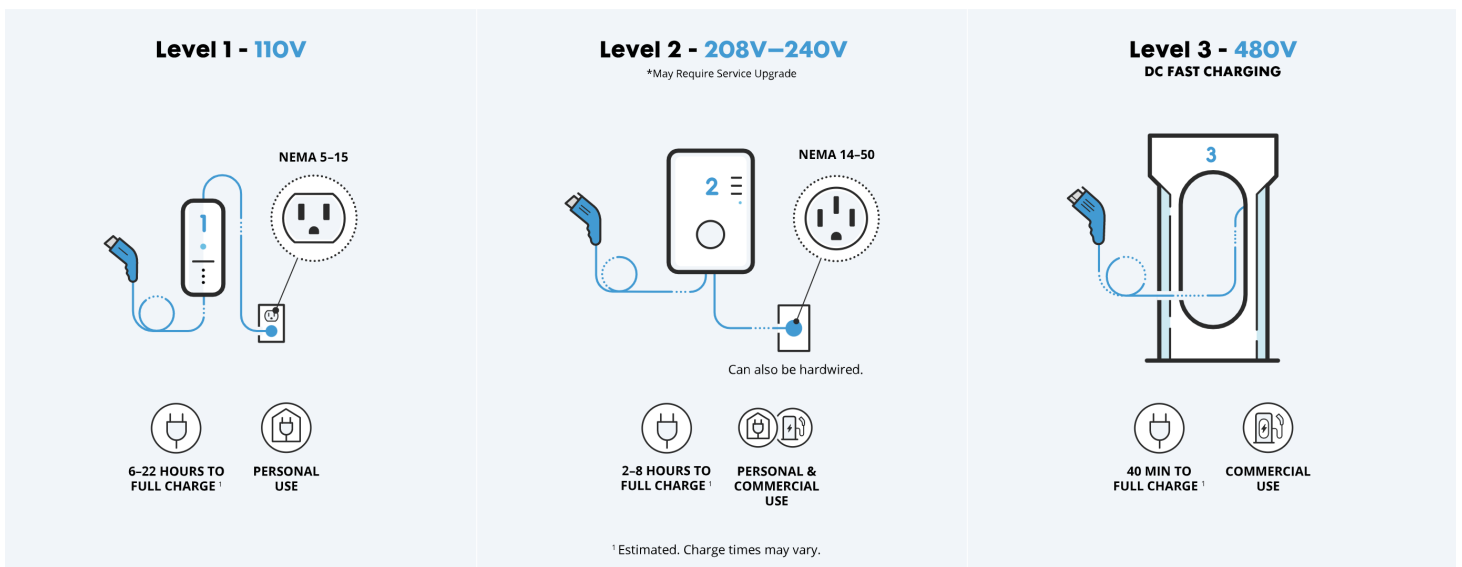 Level 1 - 110V
NEMA 5–15
1
6–22 HOURS TO
FULL CHARGE ¹
PERSONAL
USE
Level 2 - 208V–240V
*May Require Service Upgrade
NEMA 14–50
2
Can also be hardwired.
2–8 HOURS TO
FULL CHARGE ¹
PERSONAL &
COMMERCIAL
USE
Level 3 - 480V
DC FAST CHARGING
3
40 MIN TO
FULL CHARGE ¹
COMMERCIAL
USE
¹ Estimated. Charge times may vary.